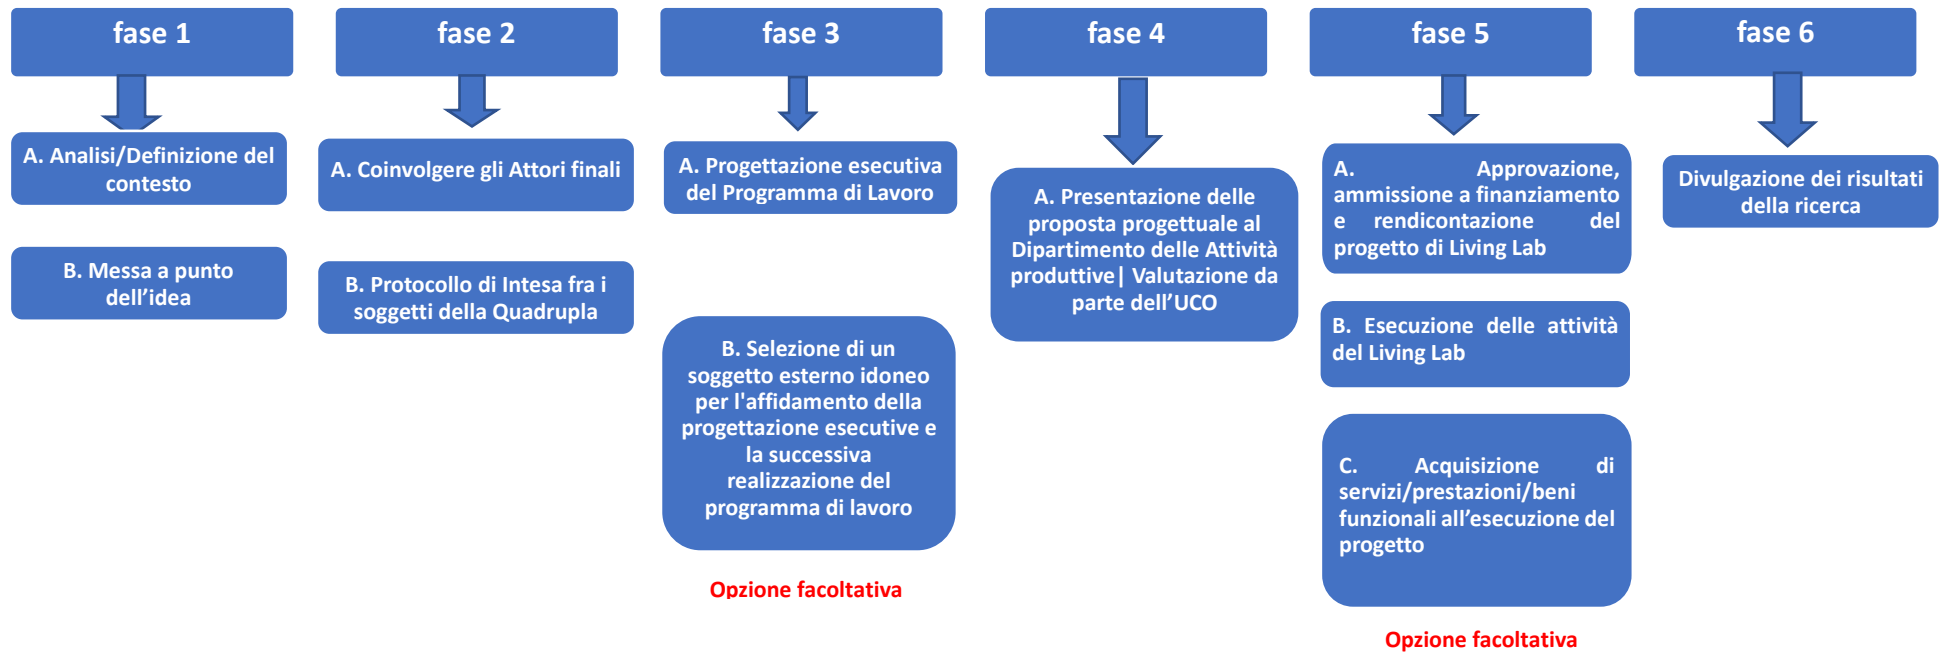 fase 1
A. Analisi/Definizione del
contesto
B. Messa a punto
dell’idea
fase 2
A. Coinvolgere gli Attori finali
B. Protocollo di Intesa fra i
soggetti della Quadrupla
fase 3
A. Progettazione esecutiva
del Programma di Lavoro
B. Selezione di un
soggetto esterno idoneo
per l'affidamento della
progettazione esecutive e
la successiva
realizzazione del
programma di lavoro
Opzione facoltativa
fase 4
A. Presentazione delle
proposta progettuale al
Dipartimento delle Attività
produttive| Valutazione da
parte dell’UCO
fase 5
A. Approvazione,
ammissione a finanziamento
e rendicontazione del
progetto di Living Lab
B. Esecuzione delle attività
del Living Lab
C. Acquisizione di
servizi/prestazioni/beni
funzionali all’esecuzione del
progetto
Opzione facoltativa
fase 6
Divulgazione dei risultati
della ricerca